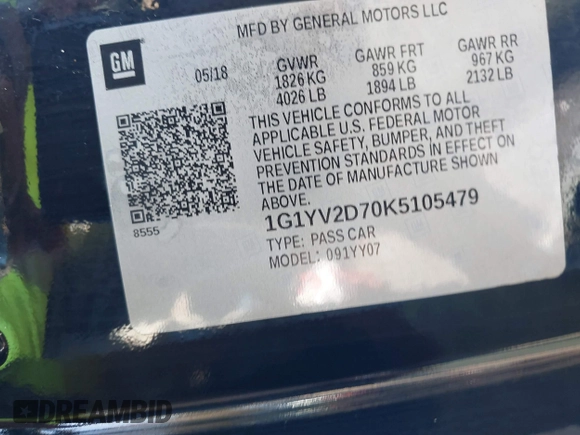 MFD BY GENERAL MOTORS LLC
GM
05/18
GVWR GAWR FRT GAWR RR
1826 KG 859 KG 967 KG
4026 LB 1894 LB 2132 LB
THIS VEHICLE CONFORMS TO ALL
APPLICABLE U.S. FEDERAL MOTOR
VEHICLE SAFETY, BUMPER, AND THEFT
PREVENTION STANDARDS IN EFFECT ON
THE DATE OF MANUFACTURE SHOWN
ABOVE.
8555
1G1YV2D70K5105479
TYPE: PASS CAR
MODEL: 091YY07
DREAMBID